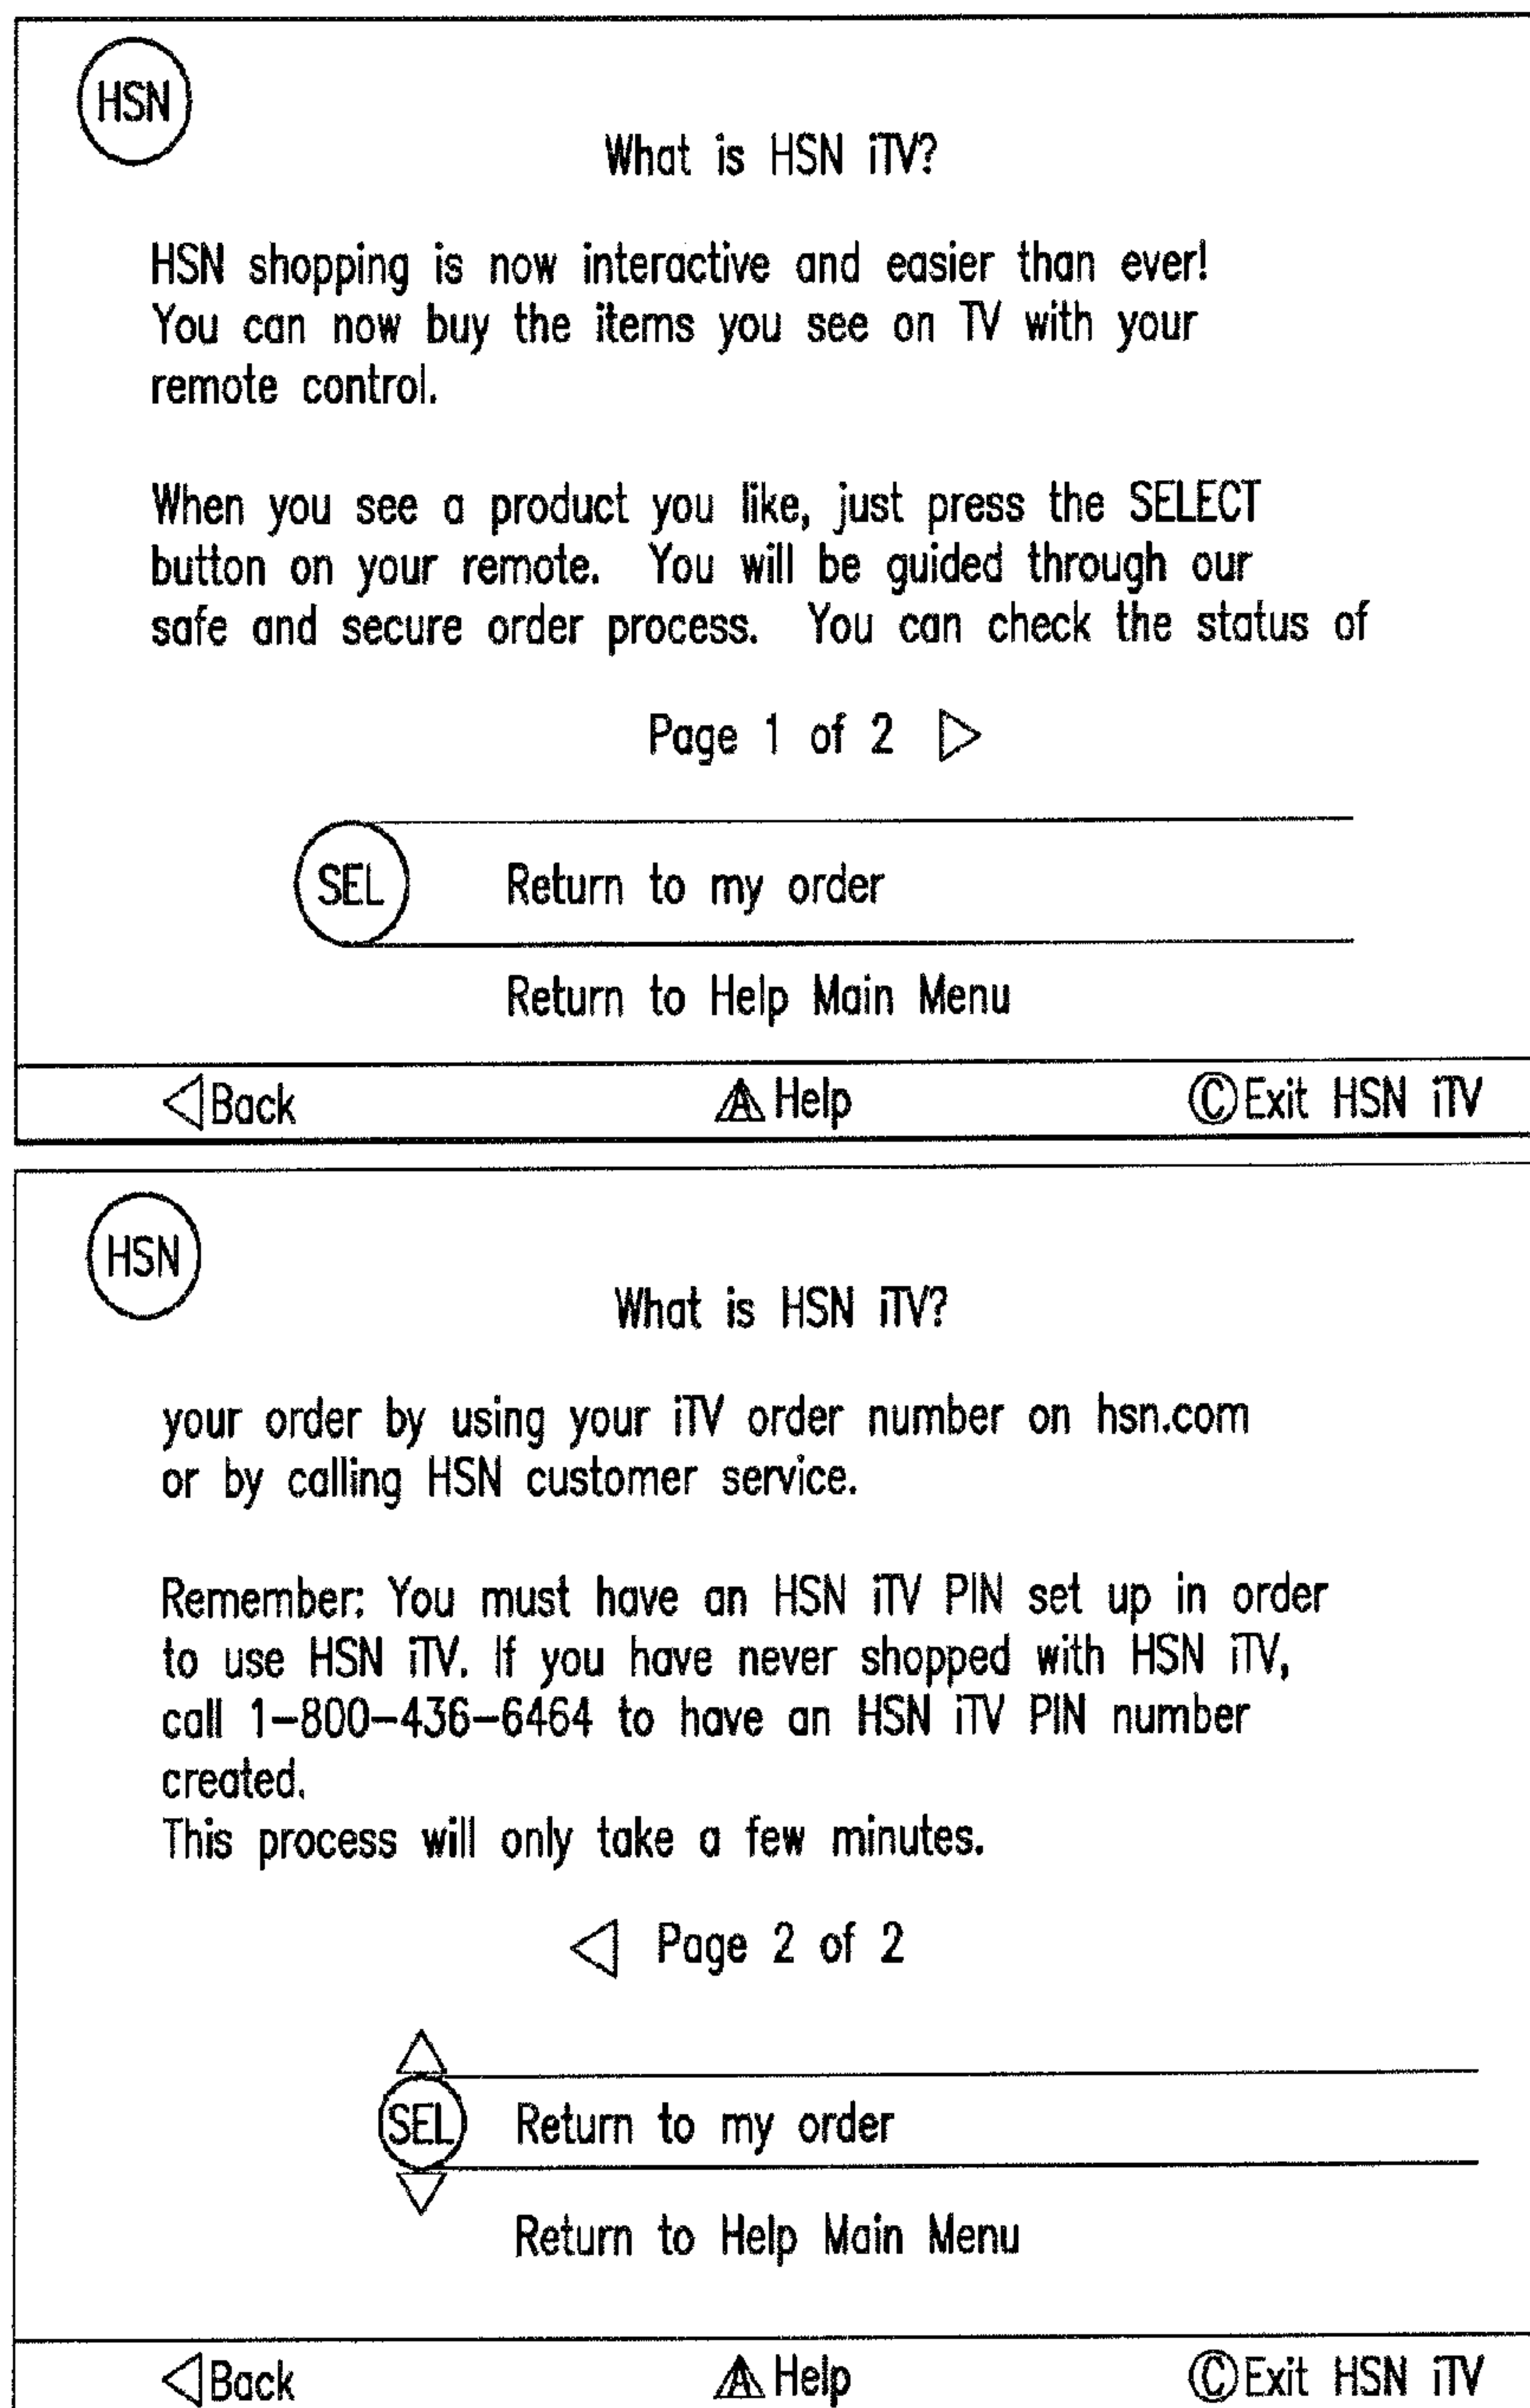 HSN
What is HSN iTV?
HSN shopping is now interactive and easier than ever!
You can now buy the items you see on TV with your
remote control.
When you see a product you like, just press the SELECT
button on your remote. You will be guided through our
safe and secure order process. You can check the status of
Page 1 of 2 ▷
SEL Return to my order
Return to Help Main Menu
◁ Back A Help C Exit HSN iTV
HSN
What is HSN iTV?
your order by using your iTV order number on hsn.com
or by calling HSN customer service.
Remember: You must have an HSN iTV PIN set up in order
to use HSN iTV. If you have never shopped with HSN iTV,
call 1-800-436-6464 to have an HSN iTV PIN number
created.
This process will only take a few minutes.
◁ Page 2 of 2
SEL Return to my order
Return to Help Main Menu
◁ Back A Help C Exit HSN iTV